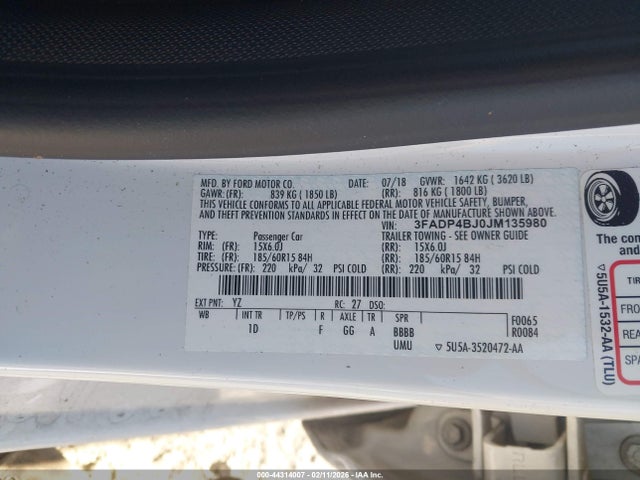 MFD. BY FORD MOTOR CO. DATE: 07/18 GVWR: 1642 KG ( 3620 LB)
GAWR: (FR): 839 KG ( 1850 LB) (RR): 816 KG ( 1800 LB)
THIS VEHICLE CONFORMS TO ALL APPLICABLE FEDERAL MOTOR VEHICLE SAFETY, BUMPER,
AND THEFT PREVENTION STANDARDS IN EFFECT ON THE DATE OF MANUFACTURE SHOWN ABOVE.
VIN: 3FADP4BJ0JM135980
TYPE: Passenger Car TRAILER TOWING - SEE OWNER GUIDE
RIM: (FR): 15X6.0J (RR): 15X6.0J
TIRE: (FR): 185/60R15 84H (RR): 185/60R15 84H
PRESSURE: (FR): 220 kPa/ 32 PSI COLD (RR): 220 kPa/ 32 PSI COLD
EXT PNT: YZ RC: 27 DSO:
WB INT TR TP/PS R AXLE TR SPR F0065
1D F GG A BBBB R0084
UMU ▽5U5A-3520472-AA
The con
and
▽5U5A-1532-AA (TLU)
TIR
FRO
REA
SPA
000-44314007 - 02/11/2026 - IAA Inc.